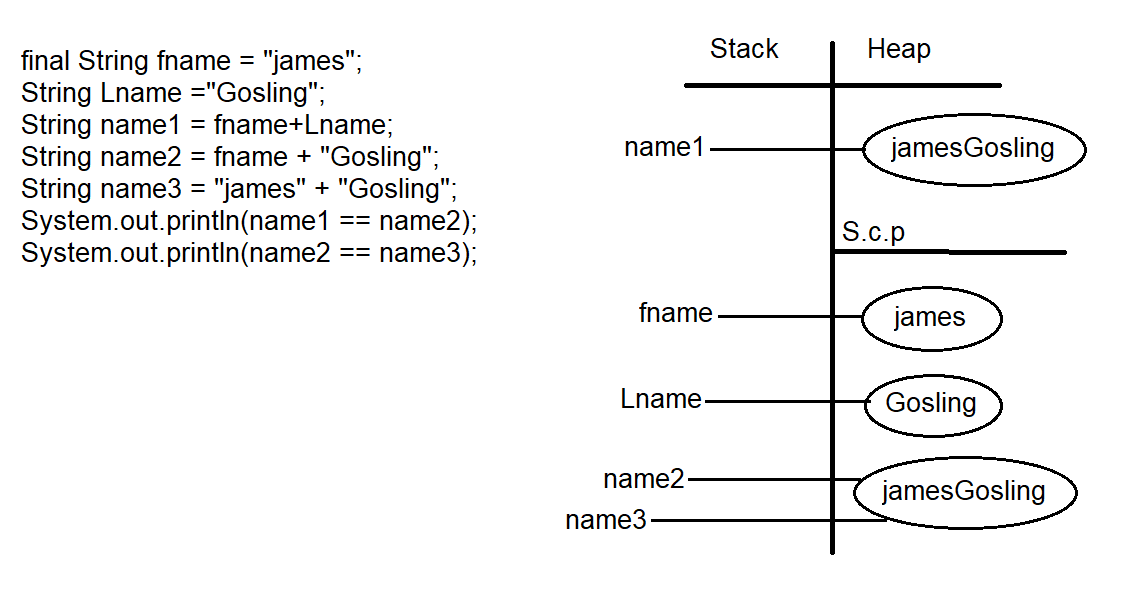 final String fname = "james";
String Lname ="Gosling";
String name1 = fname+Lname;
String name2 = fname + "Gosling";
String name3 = "james" + "Gosling";
System.out.println(name1 == name2);
System.out.println(name2 == name3);
Stack Heap
name1 jamesGosling
S.c.p
fname james
Lname Gosling
name2 jamesGosling
name3